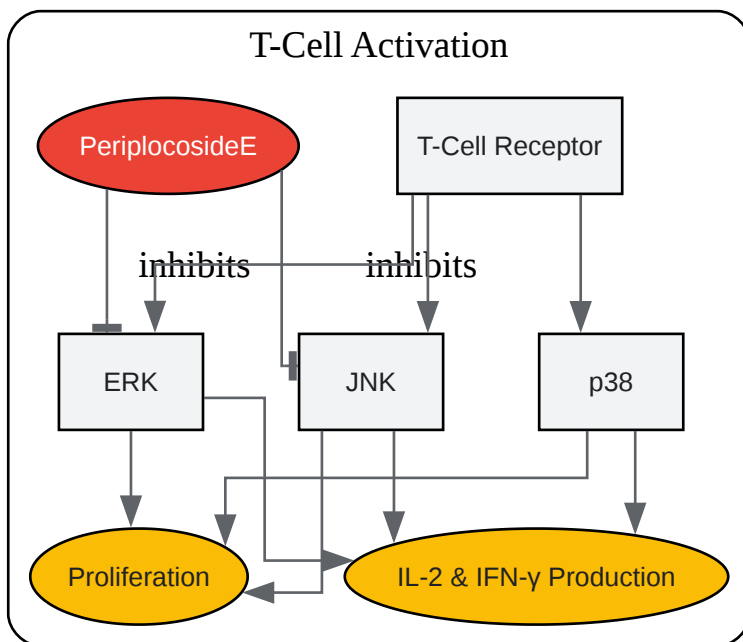 T-Cell Activation
PeriplocosideE
T-Cell Receptor
inhibits
inhibits
ERK
JNK
p38
Proliferation
IL-2 & IFN-γ Production